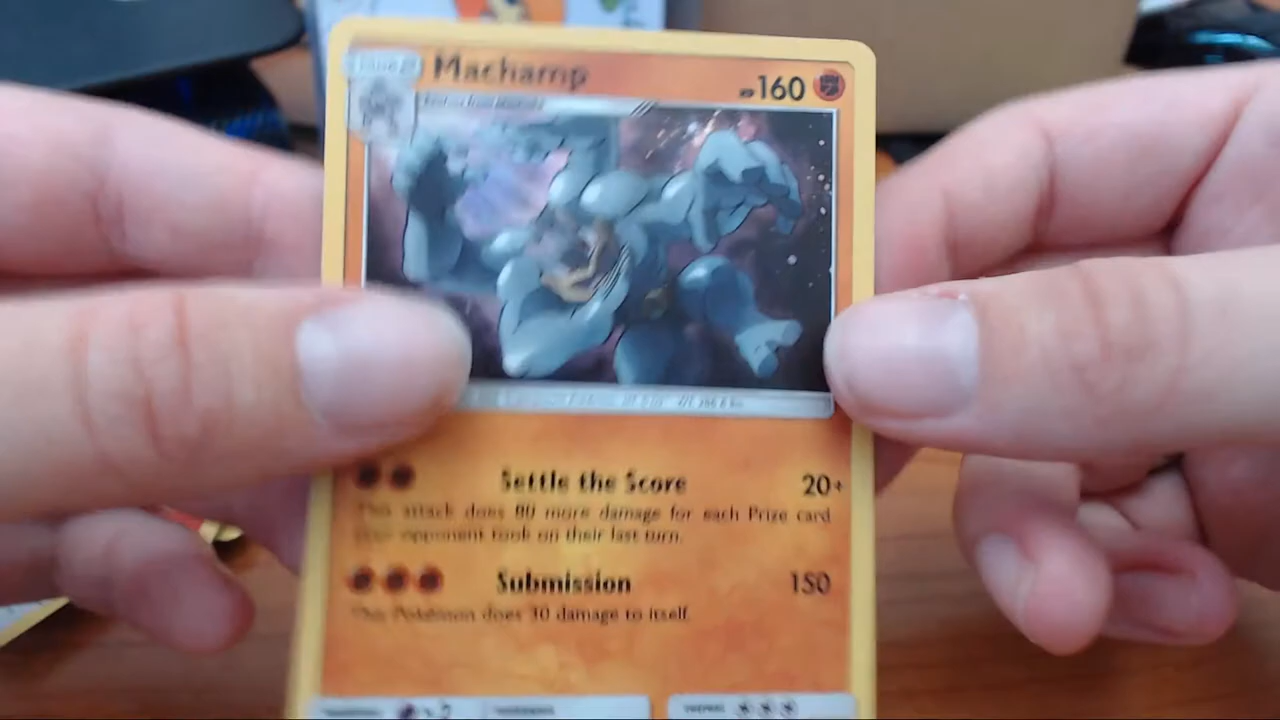 Machamp
160
Settle the Score 20+
This attack does 80 more damage for each Prize card
your opponent took on their last turn.
Submission 150
This Pokémon does 30 damage to itself.